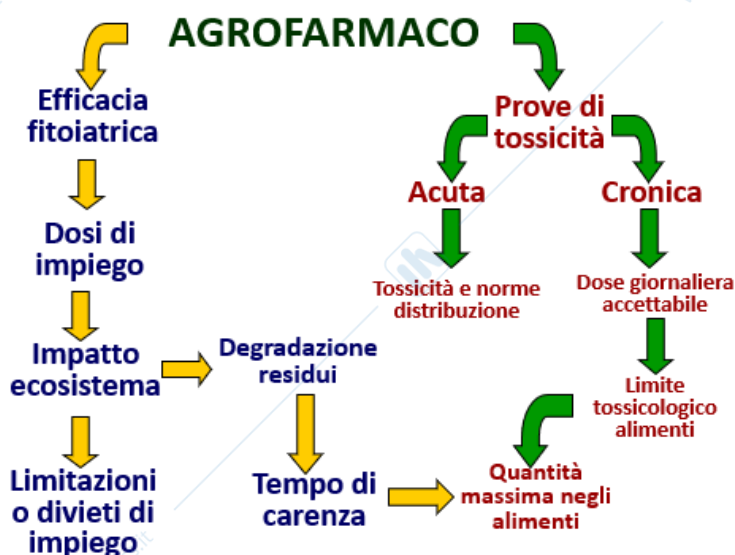 AGROFARMACO
Efficacia
fitoiatrica
Dosi di
impiego
Impatto
ecosistema
Limitazioni
o divieti di
impiego
Degradazione
residui
Tempo di
carenza
Prove di
tossicità
Acuta
Tossicità e norme
distribuzione
Cronica
Dose giornaliera
accettabile
Limite
tossicologico
alimenti
Quantità
massima negli
alimenti